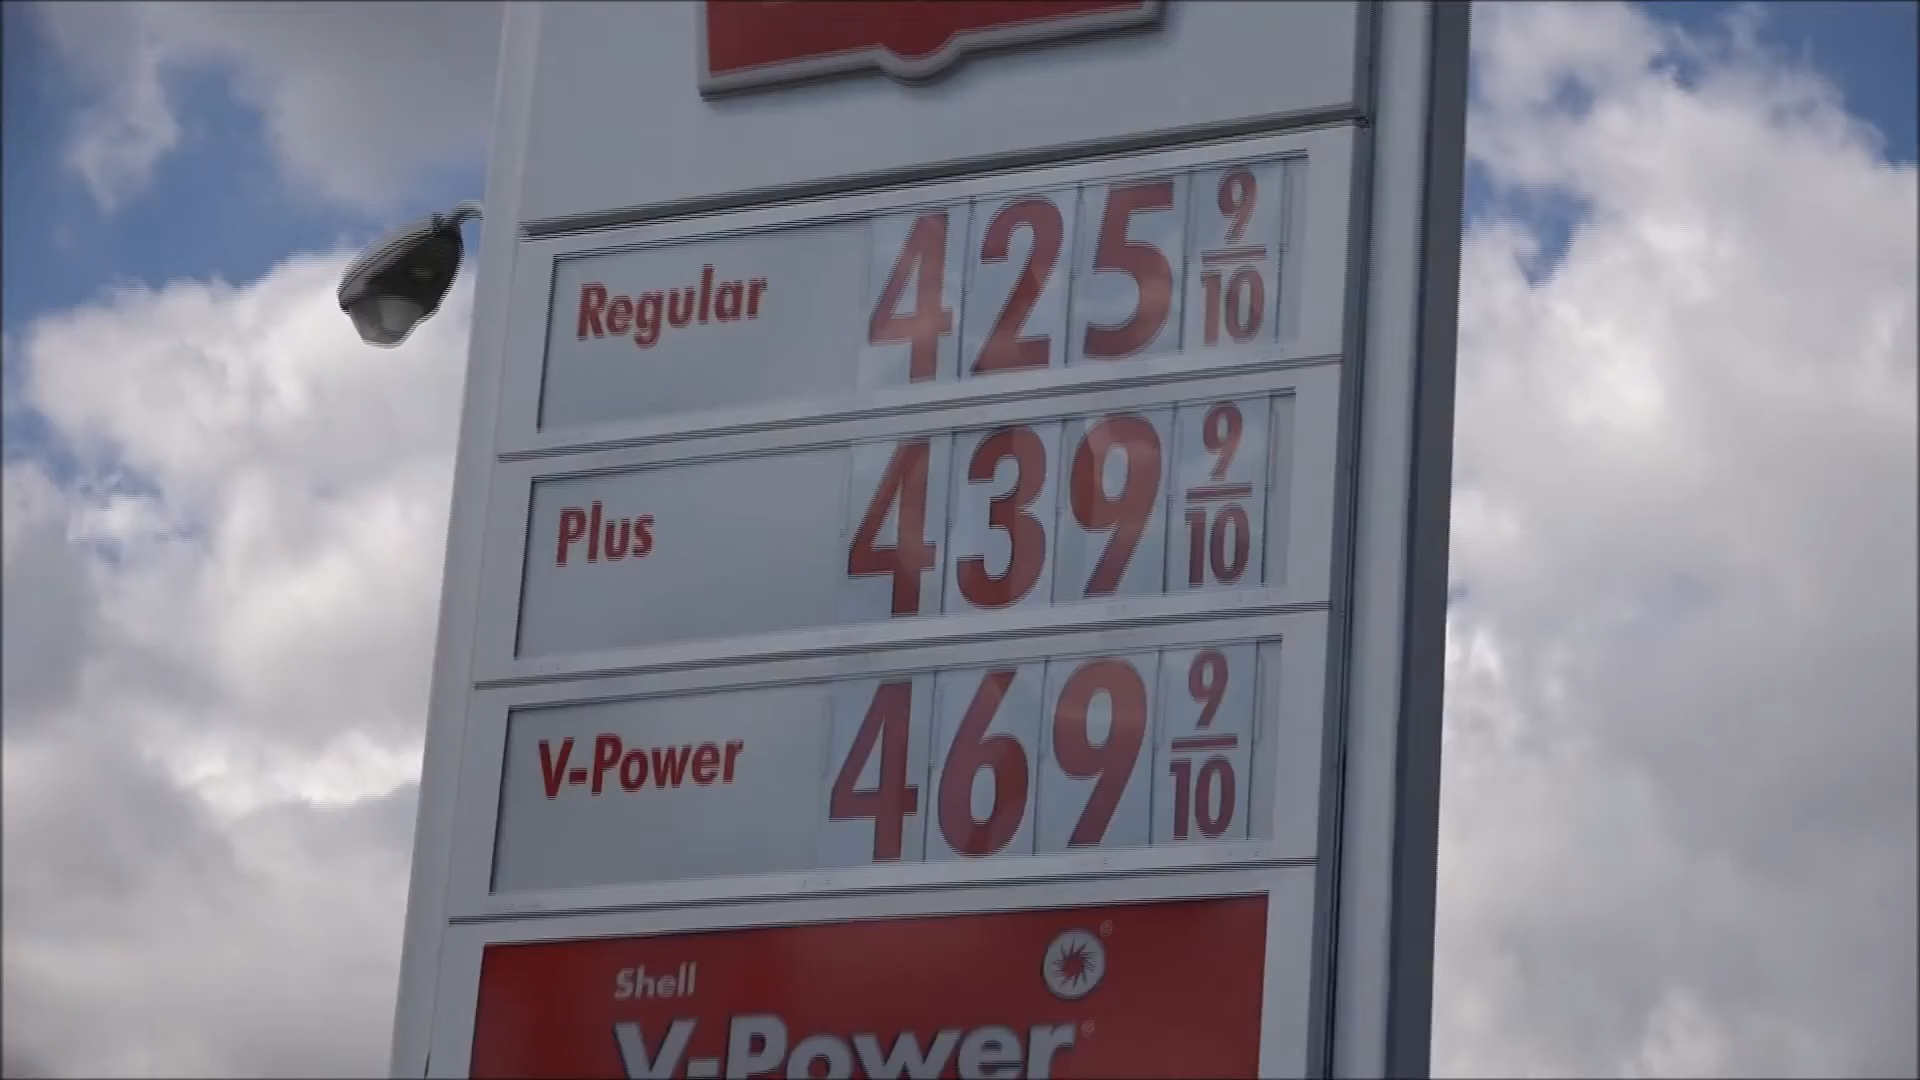 Regular 425 9/10
Plus 439 9/10
V-Power 469 9/10
Shell
V-Power